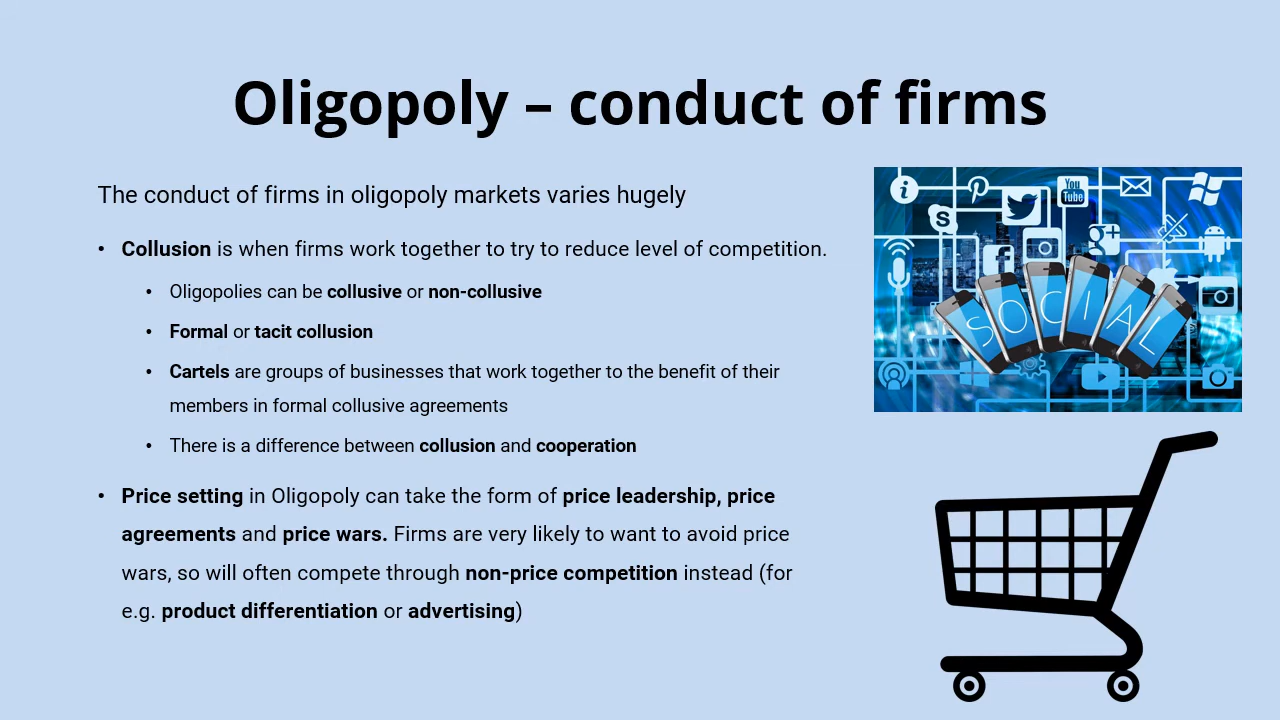 Oligopoly – conduct of firms
The conduct of firms in oligopoly markets varies hugely
• Collusion is when firms work together to try to reduce level of competition.
• Oligopolies can be collusive or non-collusive
• Formal or tacit collusion
• Cartels are groups of businesses that work together to the benefit of their
members in formal collusive agreements
• There is a difference between collusion and cooperation
• Price setting in Oligopoly can take the form of price leadership, price
agreements and price wars. Firms are very likely to want to avoid price
wars, so will often compete through non-price competition instead (for
e.g. product differentiation or advertising)
You
Tube
SOCIAL